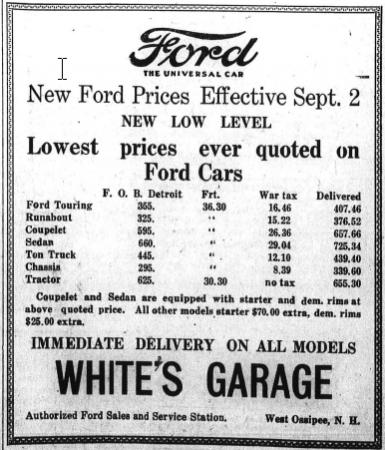 Ford
THE UNIVERSAL CAR
New Ford Prices Effective Sept. 2
NEW LOW LEVEL
Lowest prices ever quoted on
Ford Cars
F. O. B. Detroit Frt. War tax Delivered
Ford Touring 355. 36.30 16.46 407.46
Runabout 325. " 15.22 376.52
Coupelet 595. " 26.36 657.66
Sedan 660. " 29.04 725.34
Ton Truck 445. " 12.10 439.40
Chassis 295. " 8.39 339.60
Tractor 625. 30.30 no tax 655.30
Coupelet and Sedan are equipped with starter and dem. rims at
above quoted price. All other models starter $70.00 extra, dem. rims
$25.00 extra.
IMMEDIATE DELIVERY ON ALL MODELS
WHITE'S GARAGE
Authorized Ford Sales and Service Station. West Ossipee, N. H.